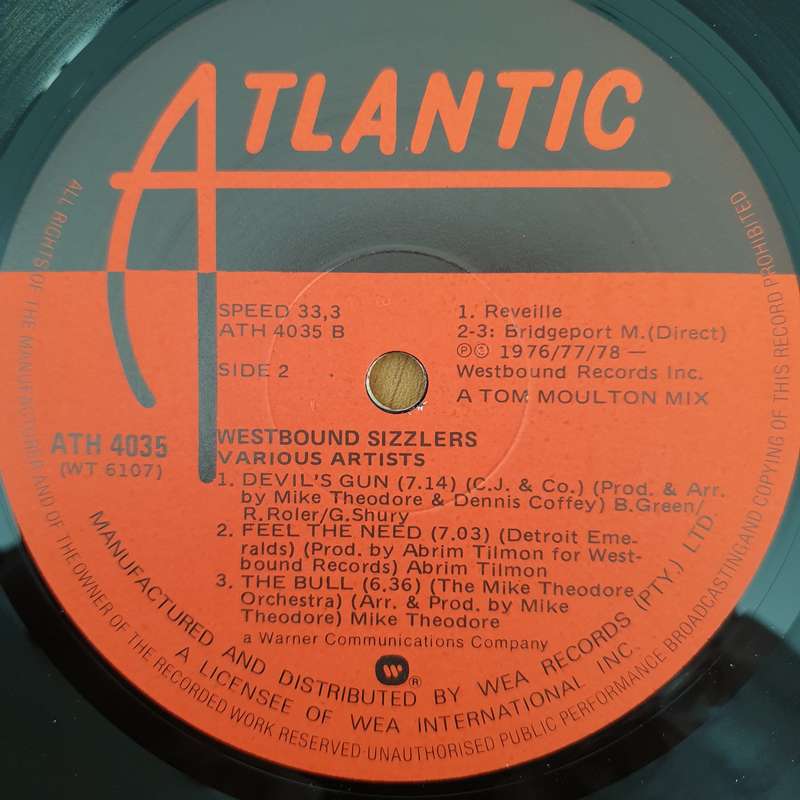 ATLANTIC
SPEED 33,3
ATH 4035 B
SIDE 2
1. Reveille
2-3: Bridgeport M.(Direct)
Ⓟ© 1976/77/78 —
Westbound Records Inc.
A TOM MOULTON MIX
ATH 4035
(WT 6107)
WESTBOUND SIZZLERS
VARIOUS ARTISTS
1. DEVIL'S GUN (7.14) (C.J. & Co.) (Prod. & Arr.
by Mike Theodore & Dennis Coffey) B.Green/
R.Roler/G.Shury
2. FEEL THE NEED (7.03) (Detroit Eme-
ralds) (Prod. by Abrim Tilmon for West-
bound Records) Abrim Tilmon
3. THE BULL (6.36) (The Mike Theodore
Orchestra) (Arr. & Prod. by Mike
Theodore) Mike Theodore
a Warner Communications Company
W®
MANUFACTURED AND DISTRIBUTED BY WEA RECORDS (PTY.) LTD.
A LICENSEE OF WEA INTERNATIONAL INC.
ALL RIGHTS OF THE MANUFACTURER AND OF THE OWNER OF THE RECORDED WORK RESERVED-UNAUTHORISED PUBLIC PERFORMANCE BROADCASTING AND COPYING OF THIS RECORD PROHIBITED